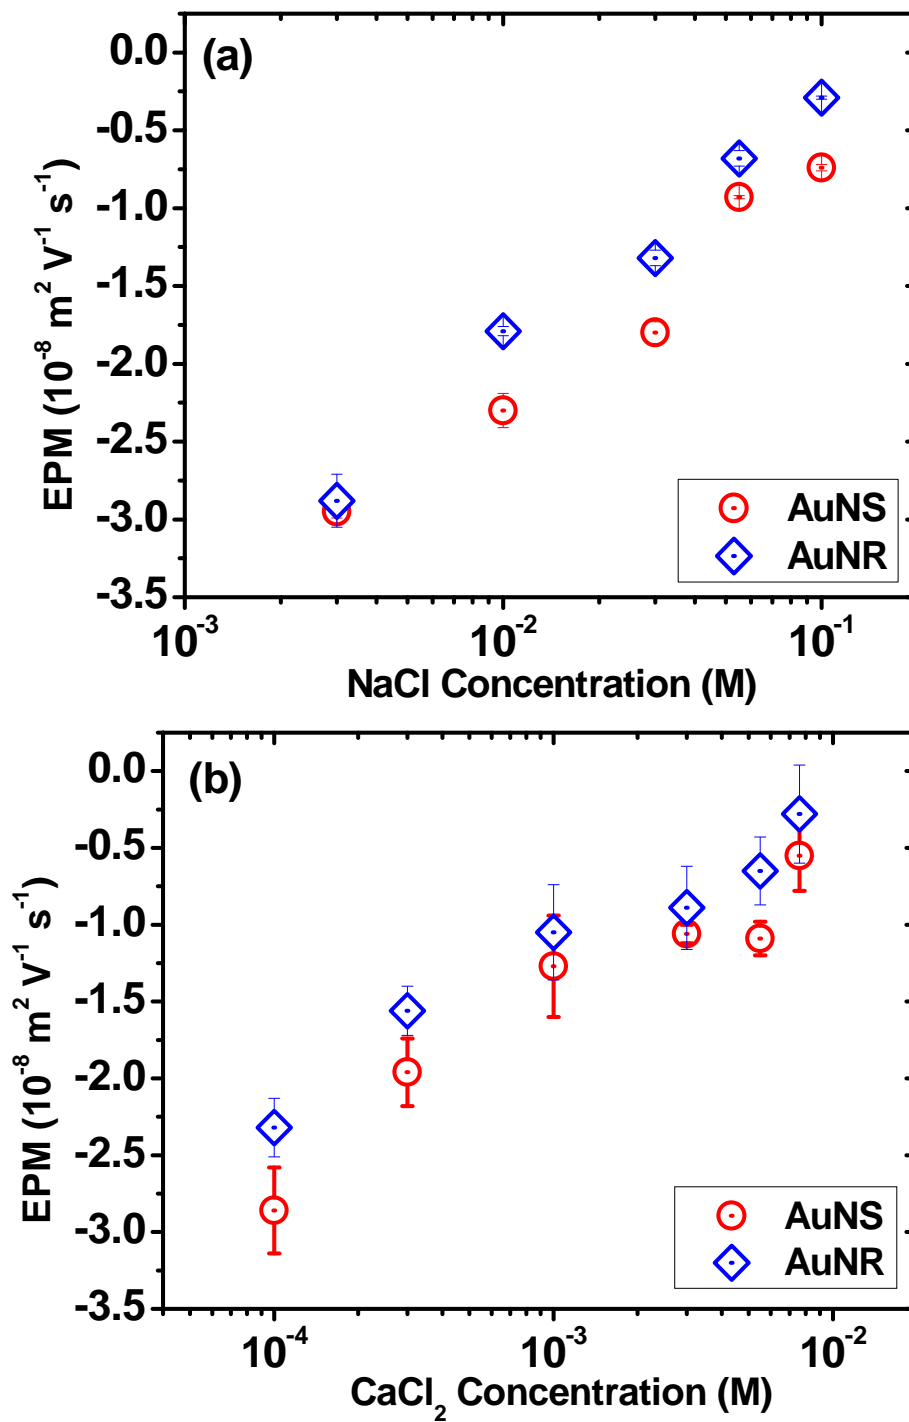 (a)
0.0
-0.5
-1.0
-1.5
-2.0
-2.5
-3.0
-3.5
EPM (10⁻⁸ m² V⁻¹ s⁻¹)
AuNS
AuNR
10⁻³ 10⁻² 10⁻¹
NaCl Concentration (M)
(b)
0.0
-0.5
-1.0
-1.5
-2.0
-2.5
-3.0
-3.5
EPM (10⁻⁸ m² V⁻¹ s⁻¹)
AuNS
AuNR
10⁻⁴ 10⁻³ 10⁻²
CaCl₂ Concentration (M)